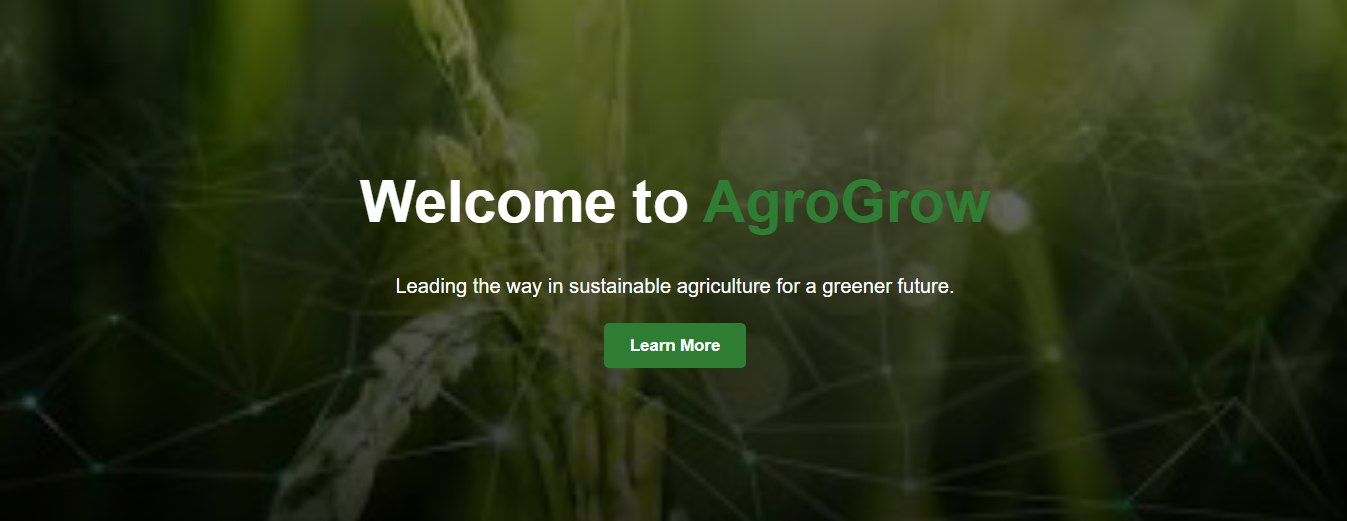 Welcome to AgroGrow
Leading the way in sustainable agriculture for a greener future.
Learn More